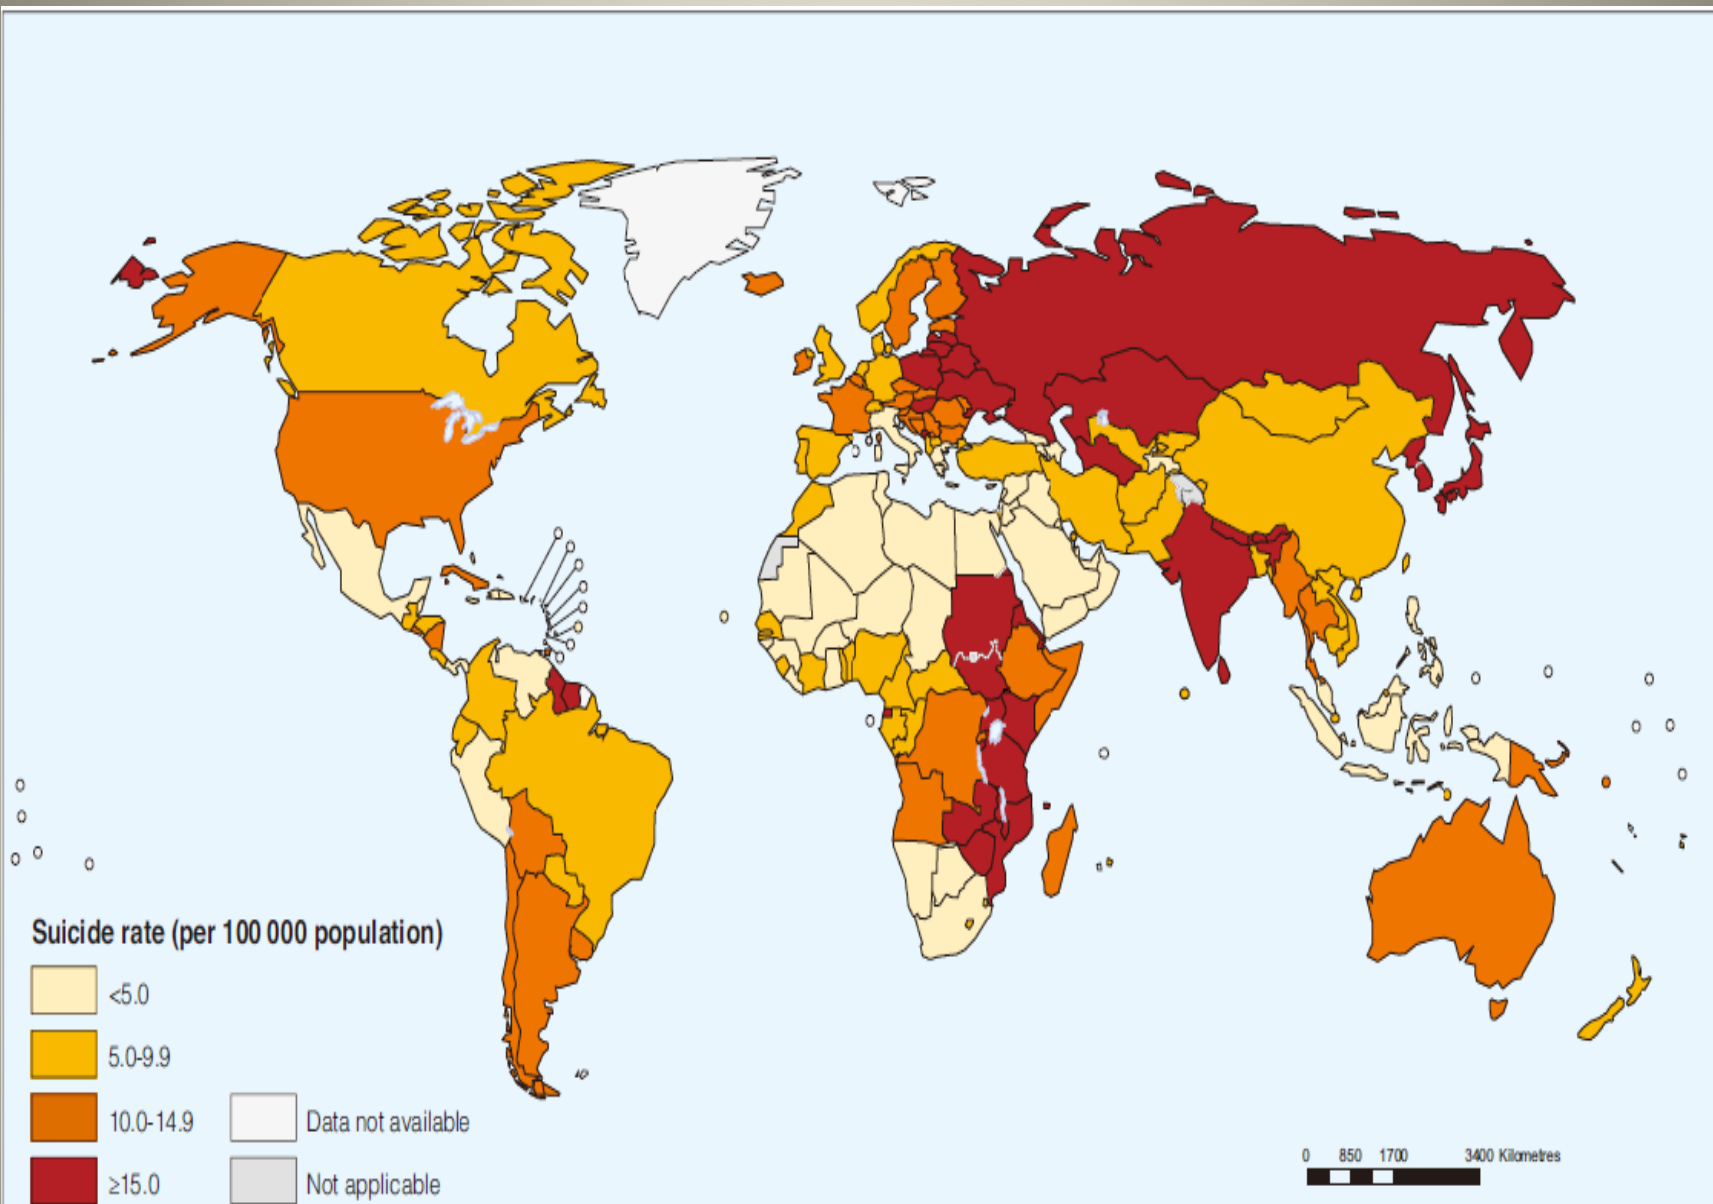 Suicide rate (per 100 000 population)
<5.0
5.0-9.9
10.0-14.9
≥15.0
Data not available
Not applicable
0 850 1700 3400 Kilometres